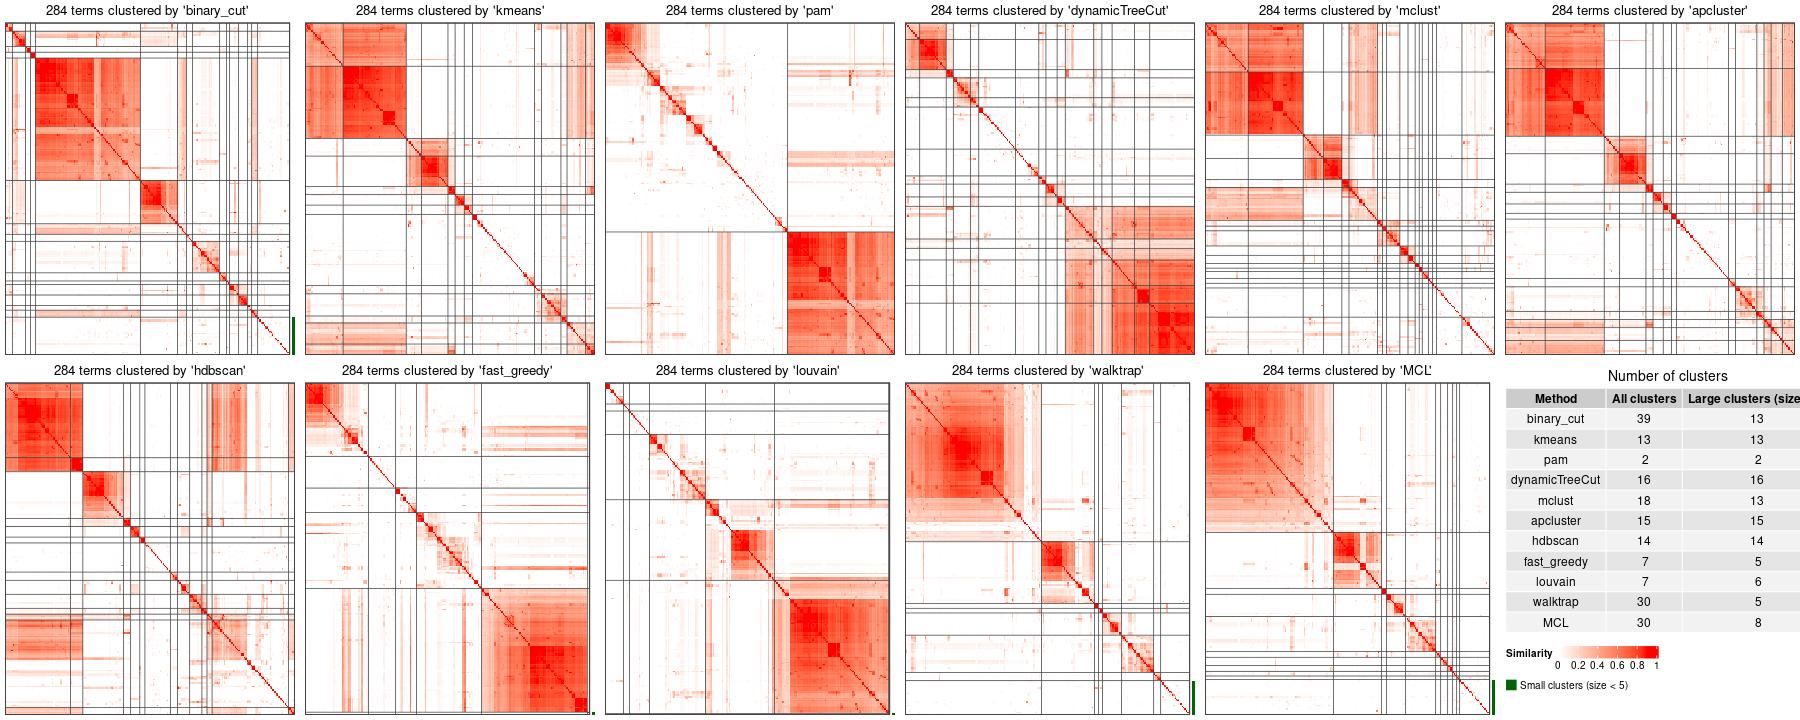 284 terms clustered by 'binary_cut'
284 terms clustered by 'kmeans'
284 terms clustered by 'pam'
284 terms clustered by 'dynamicTreeCut'
284 terms clustered by 'mclust'
284 terms clustered by 'apcluster'
284 terms clustered by 'hdbscan'
284 terms clustered by 'fast_greedy'
284 terms clustered by 'louvain'
284 terms clustered by 'walktrap'
284 terms clustered by 'MCL'
Number of clusters
Method All clusters Large clusters (size
binary_cut 39 13
kmeans 13 13
pam 2 2
dynamicTreeCut 16 16
mclust 18 13
apcluster 15 15
hdbscan 14 14
fast_greedy 7 5
louvain 7 6
walktrap 30 5
MCL 30 8
Similarity
0 0.2 0.4 0.6 0.8 1
Small clusters (size < 5)